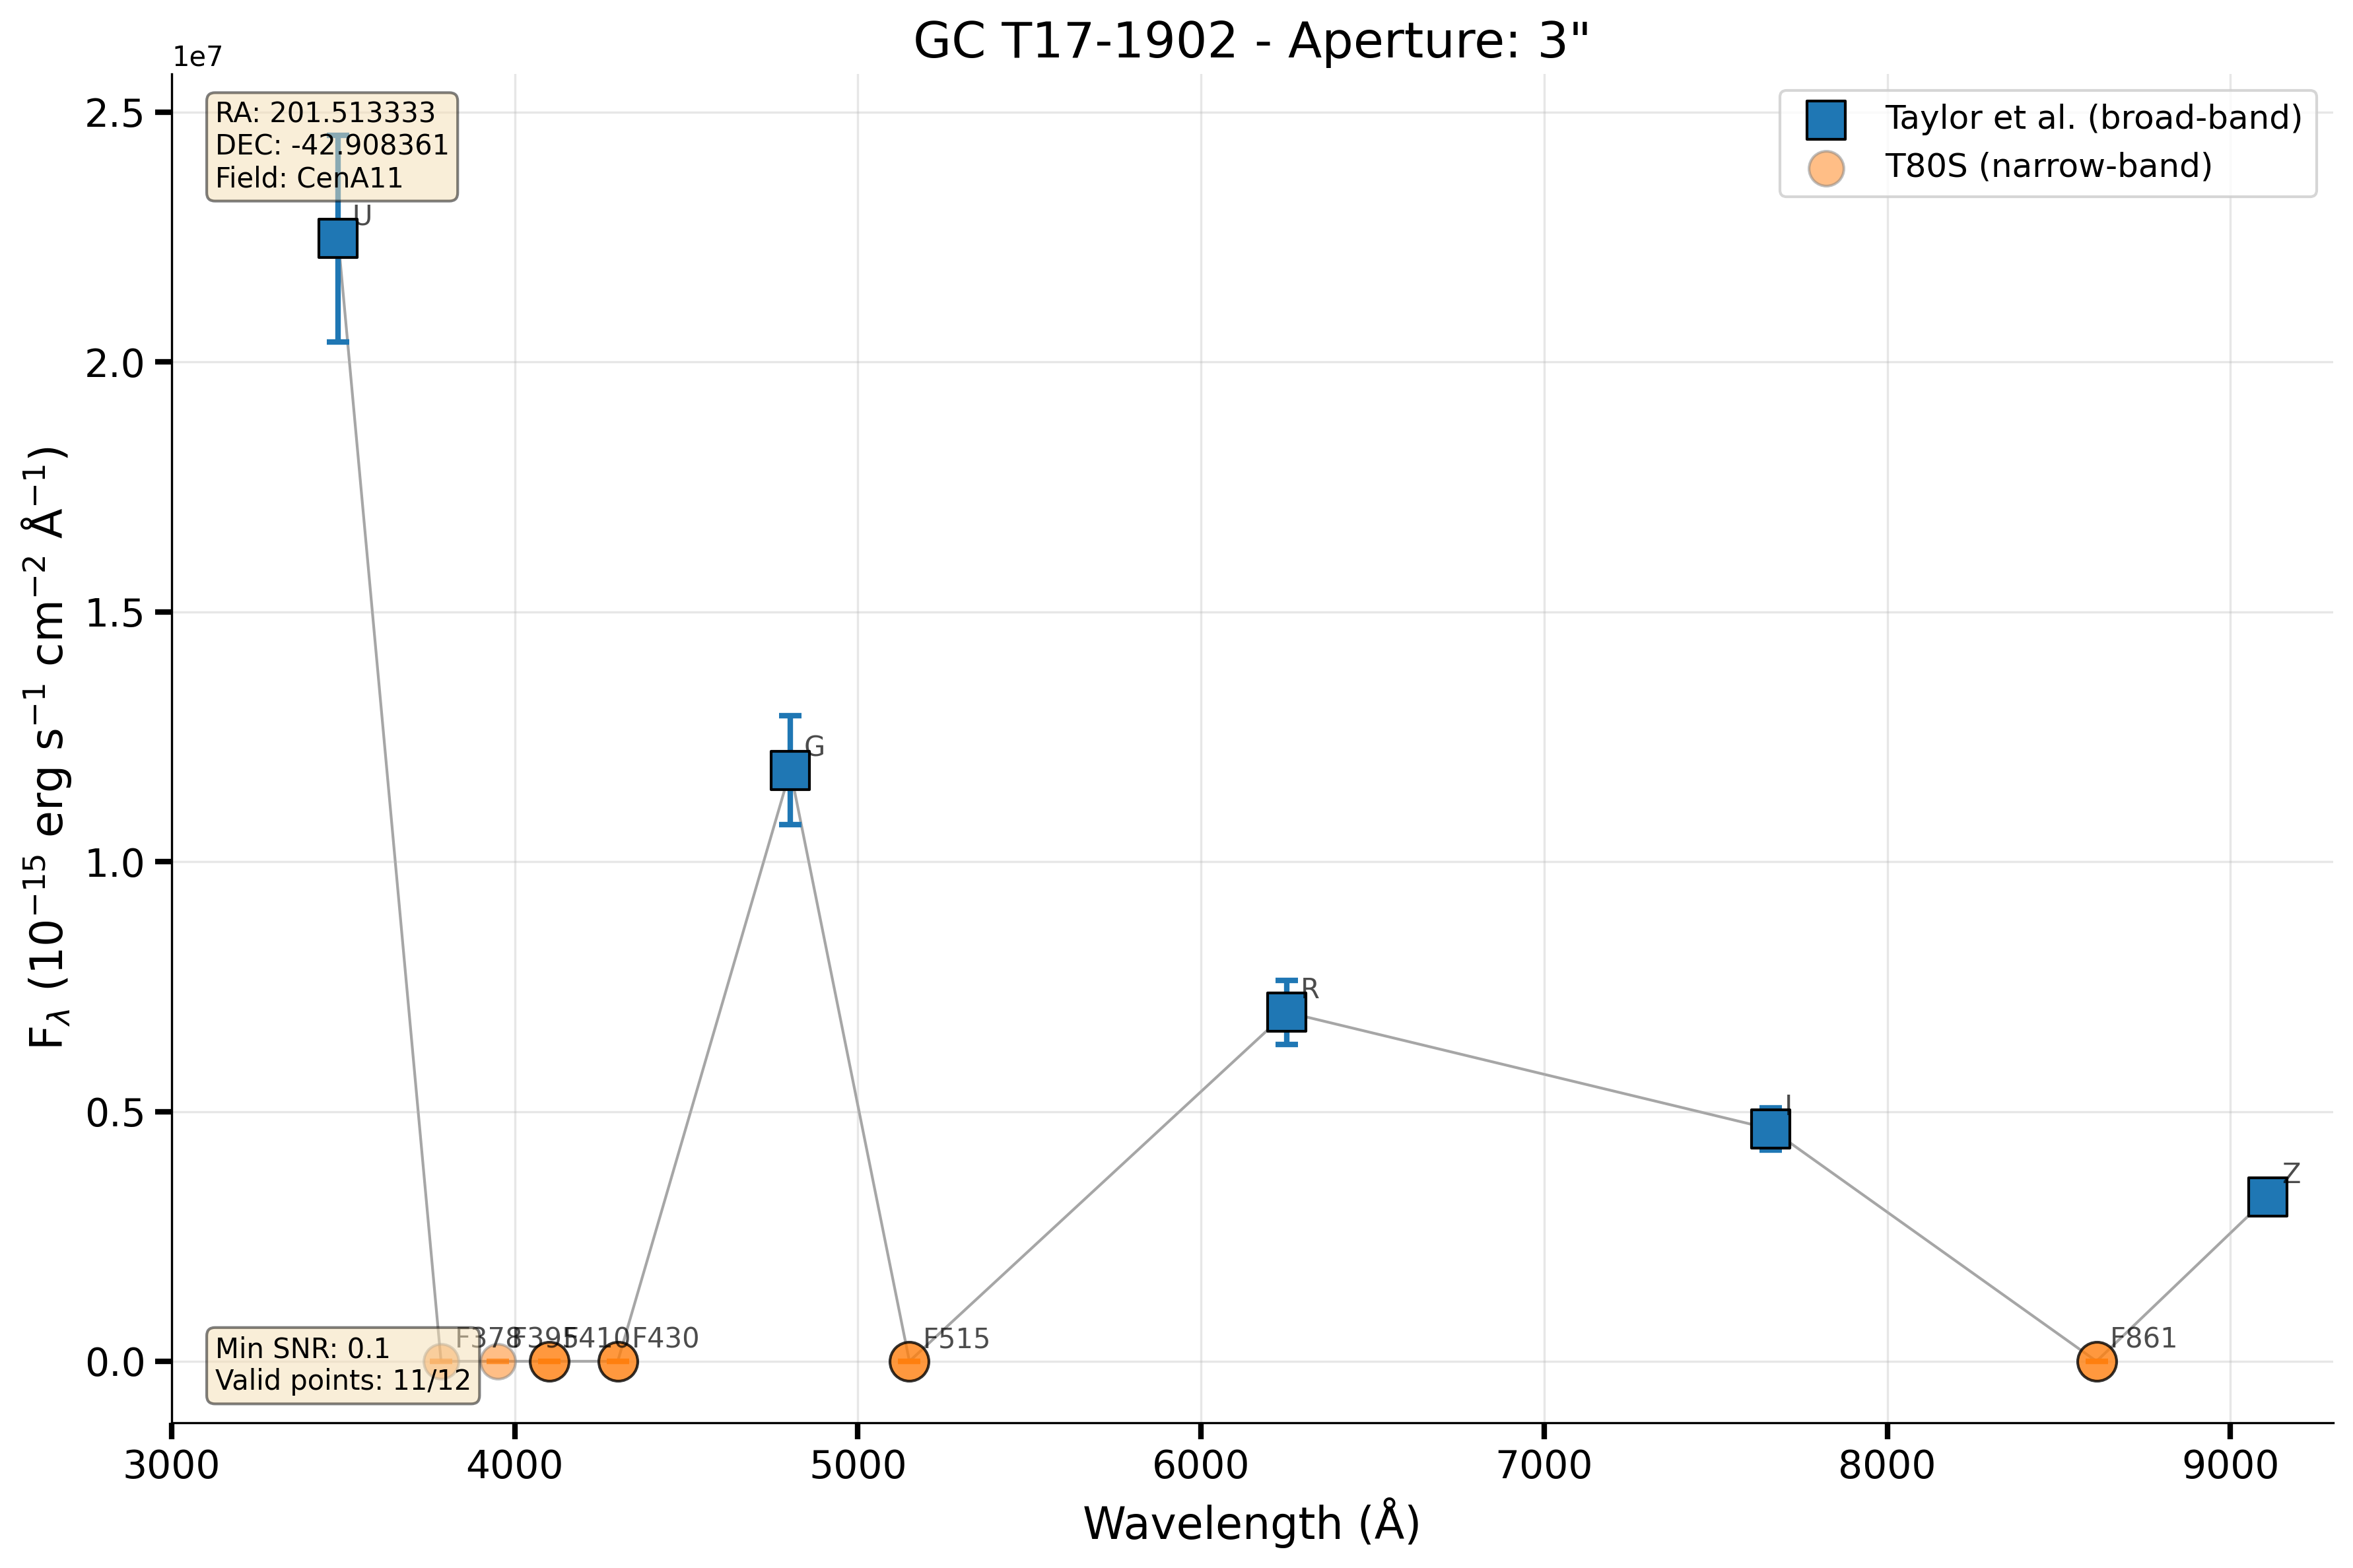 GC T17-1902 - Aperture: 3"
1e7
RA: 201.513333
DEC: -42.908361
Field: CenA11
Taylor et al. (broad-band)
T80S (narrow-band)
U
G
R
I
Z
F378
F395
F410
F430
F515
F861
Min SNR: 0.1
Valid points: 11/12
2.5
2.0
1.5
1.0
0.5
0.0
F_λ (10⁻¹⁵ erg s⁻¹ cm⁻² Å⁻¹)
3000 4000 5000 6000 7000 8000 9000
Wavelength (Å)